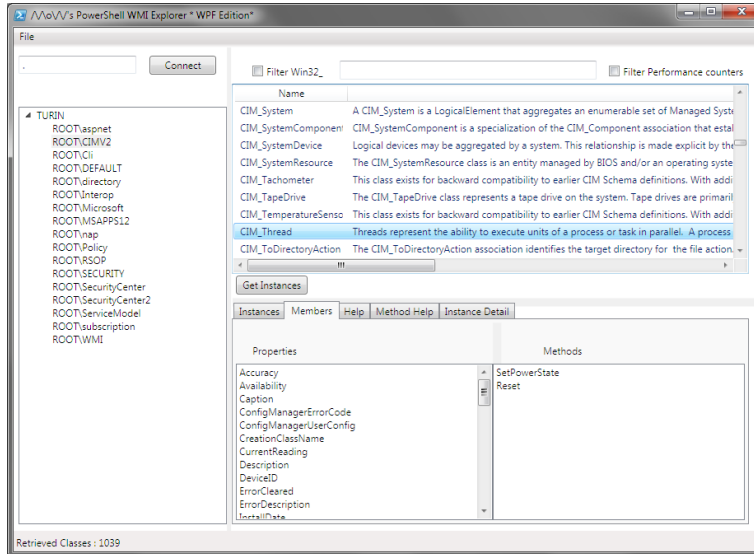 /\/\o\/\/'s PowerShell WMI Explorer * WPF Edition*
File
.
Connect
Filter Win32_
Filter Performance counters
TURIN
ROOT\aspnet
ROOT\CIMV2
ROOT\Cli
ROOT\DEFAULT
ROOT\directory
ROOT\Interop
ROOT\Microsoft
ROOT\MSAPPS12
ROOT\nap
ROOT\Policy
ROOT\RSOP
ROOT\SECURITY
ROOT\SecurityCenter
ROOT\SecurityCenter2
ROOT\ServiceModel
ROOT\subscription
ROOT\WMI
Name
CIM_System A CIM_System is a LogicalElement that aggregates an enumerable set of Managed Syste
CIM_SystemComponent CIM_SystemComponent is a specialization of the CIM_Component association that estal
CIM_SystemDevice Logical devices may be aggregated by a system. This relationship is made explicit by the
CIM_SystemResource The CIM_SystemResource class is an entity managed by BIOS and/or an operating syste
CIM_Tachometer This class exists for backward compatibility to earlier CIM Schema definitions. With addi
CIM_TapeDrive The CIM_TapeDrive class represents a tape drive on the system. Tape drives are primaril
CIM_TemperatureSenso This class exists for backward compatibility to earlier CIM Schema definitions. With addi
CIM_Thread Threads represent the ability to execute units of a process or task in parallel. A process
CIM_ToDirectoryAction The CIM_ToDirectoryAction association identifies the target directory for the file action.
Get Instances
Instances Members Help Method Help Instance Detail
Properties
Accuracy
Availability
Caption
ConfigManagerErrorCode
ConfigManagerUserConfig
CreationClassName
CurrentReading
Description
DeviceID
ErrorCleared
ErrorDescription
InstallDate
Methods
SetPowerState
Reset
Retrieved Classes : 1039